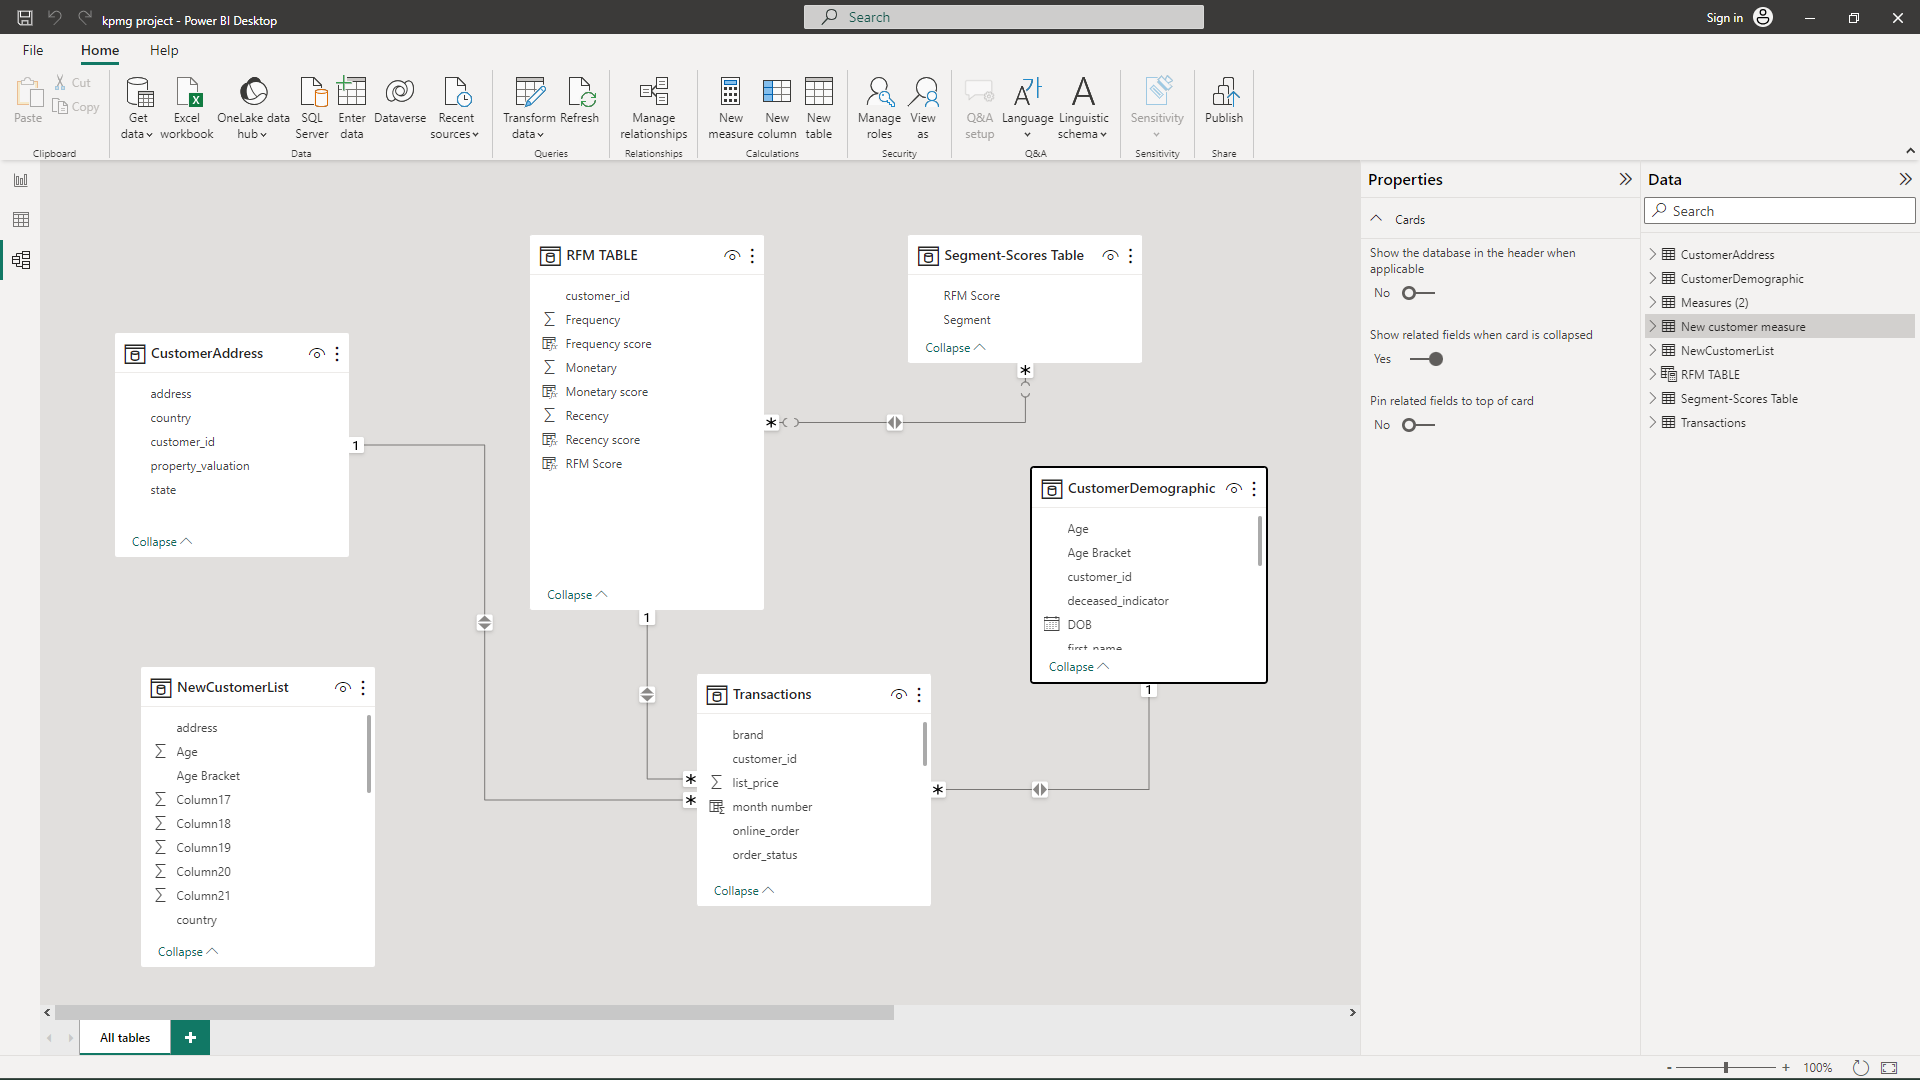 kpmg project - Power BI Desktop
Search
Sign in
File
Home
Help
Paste
Cut
Copy
Clipboard
Get data
Excel workbook
OneLake data hub
SQL Server
Enter data
Dataverse
Recent sources
Data
Transform data
Refresh
Queries
Manage relationships
Relationships
New measure
New column
New table
Calculations
Manage roles
View as
Security
Q&A setup
Language
Linguistic schema
Q&A
Sensitivity
Sensitivity
Publish
Share
RFM TABLE
customer_id
Frequency
Frequency score
Monetary
Monetary score
Recency
Recency score
RFM Score
Collapse
1
Segment-Scores Table
RFM Score
Segment
Collapse
*
*
CustomerAddress
address
country
customer_id
property_valuation
state
Collapse
1
CustomerDemographic
Age
Age Bracket
customer_id
deceased_indicator
DOB
first_name
Collapse
1
NewCustomerList
address
Age
Age Bracket
Column17
Column18
Column19
Column20
Column21
country
Collapse
Transactions
brand
customer_id
list_price
month number
online_order
order_status
Collapse
*
*
*
Properties
Cards
Show the database in the header when
applicable
No
Show related fields when card is collapsed
Yes
Pin related fields to top of card
No
Data
Search
CustomerAddress
CustomerDemographic
Measures (2)
New customer measure
NewCustomerList
RFM TABLE
Segment-Scores Table
Transactions
All tables
+
- + 100%